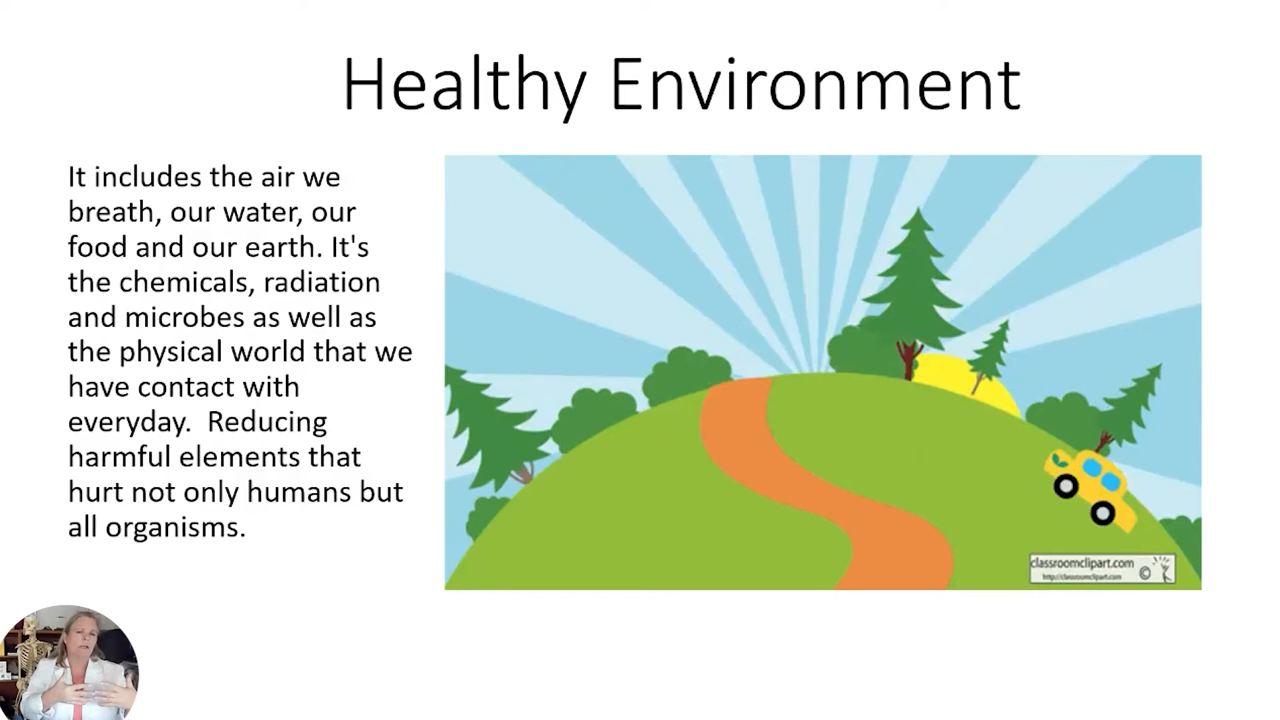 Healthy Environment
It includes the air we
breath, our water, our
food and our earth. It's
the chemicals, radiation
and microbes as well as
the physical world that we
have contact with
everyday.  Reducing
harmful elements that
hurt not only humans but
all organisms.
classroomclipart.com
http://classroomclipart.com
©